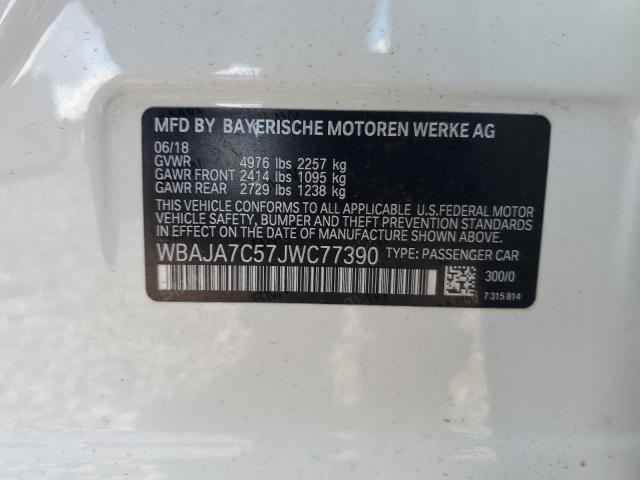 MFD BY BAYERISCHE MOTOREN WERKE AG
06/18
GVWR 4976 lbs 2257 kg
GAWR FRONT 2414 lbs 1095 kg
GAWR REAR 2729 lbs 1238 kg
THIS VEHICLE CONFORMS TO ALL APPLICABLE U.S.FEDERAL MOTOR
VEHICLE SAFETY, BUMPER AND THEFT PREVENTION STANDARDS
IN EFFECT ON THE DATE OF MANUFACTURE SHOWN ABOVE.
WBAJA7C57JWC77390 TYPE: PASSENGER CAR
300/0
7315814